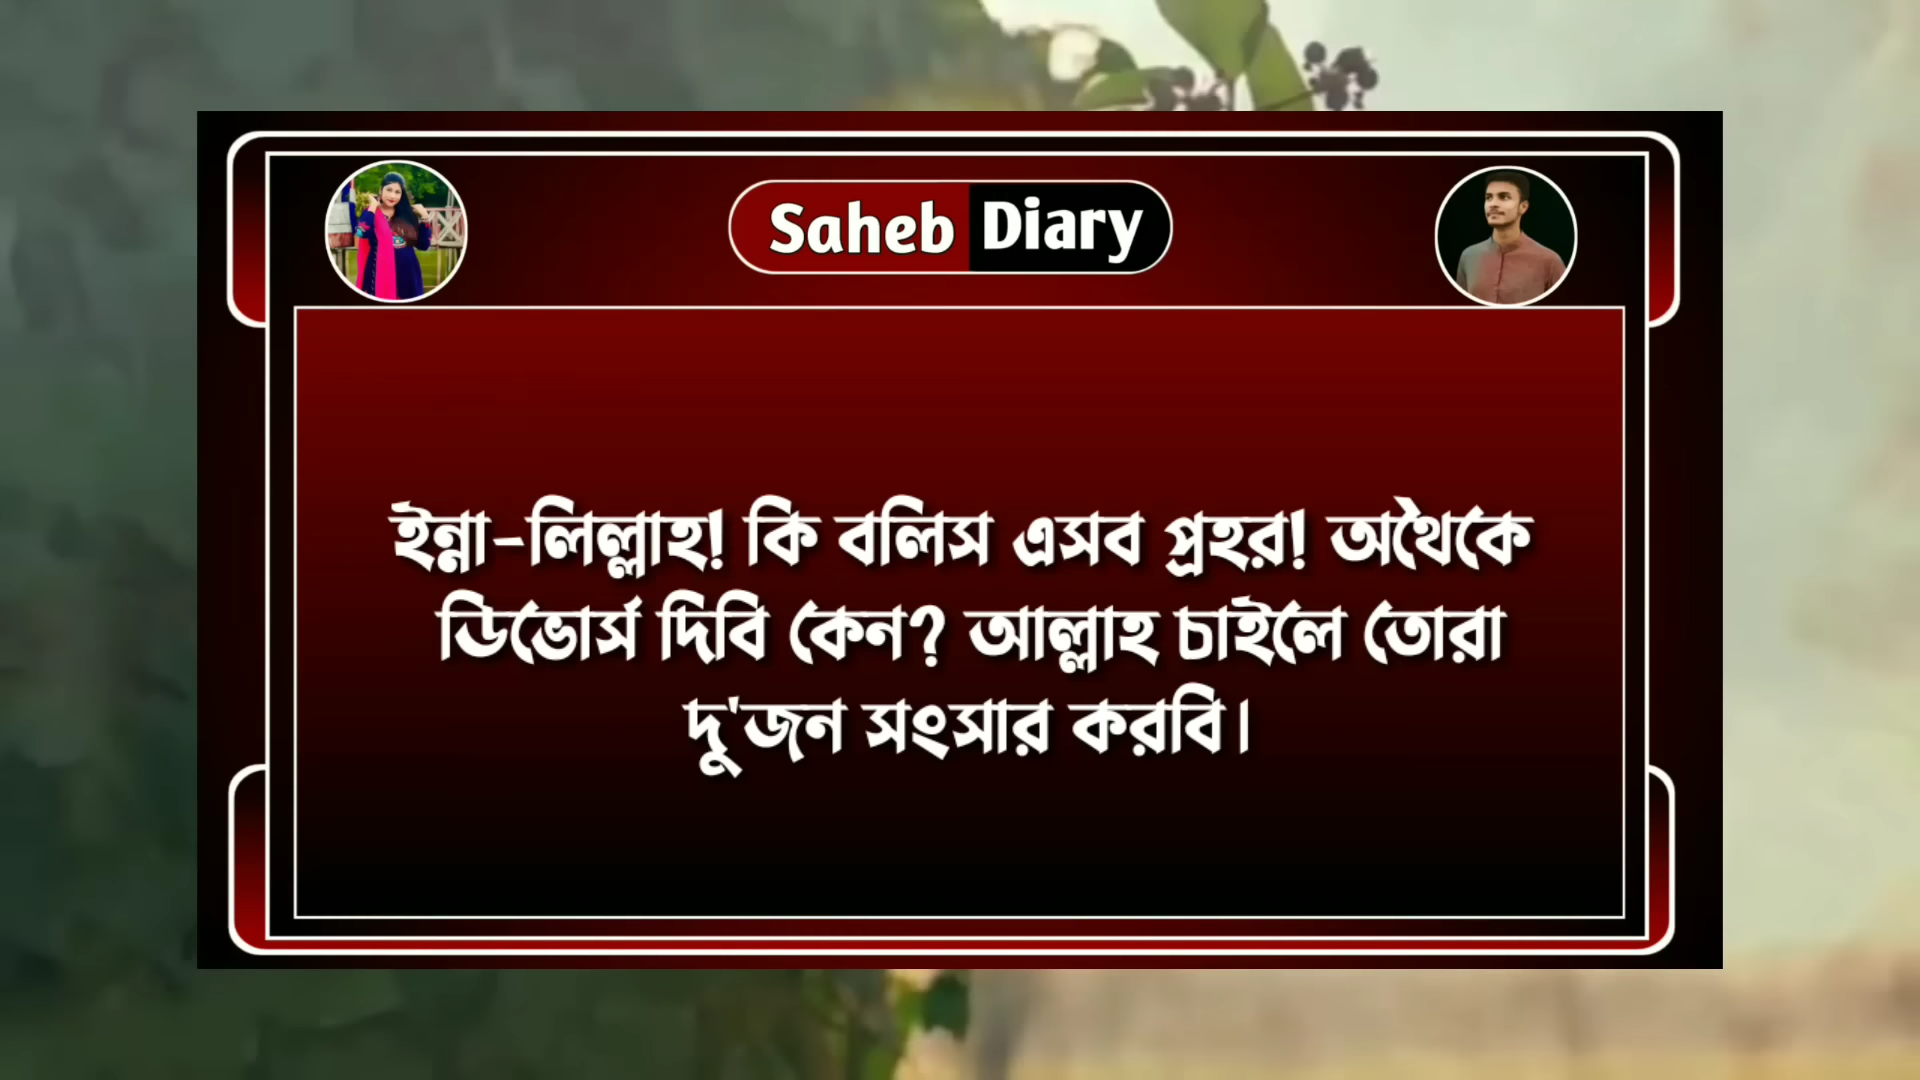 Saheb Diary
ইন্না-লিল্লাহ! কি বলিস এসব প্রহর! অথৈকে
ডিভোর্স দিবি কেন? আল্লাহ চাইলে তোরা
দু'জন সংসার করবি।